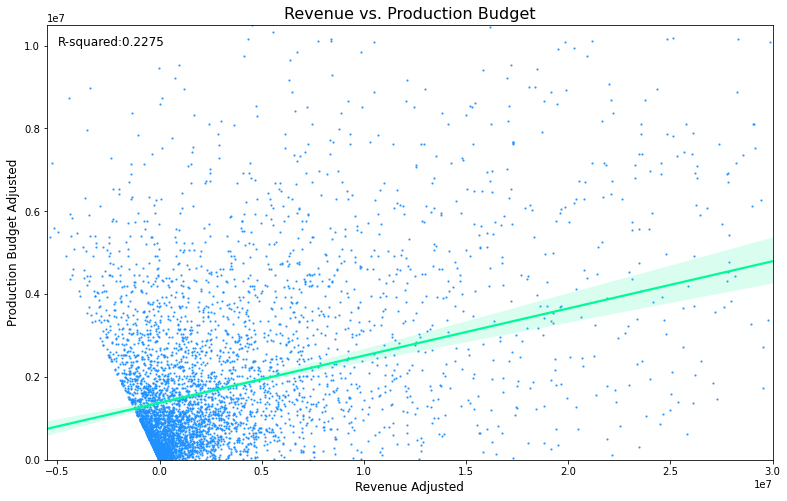 Revenue vs. Production Budget
1e7
R-squared:0.2275
1.0
0.8
0.6
0.4
0.2
0.0
Production Budget Adjusted
−0.5 0.0 0.5 1.0 1.5 2.0 2.5 3.0
1e7
Revenue Adjusted